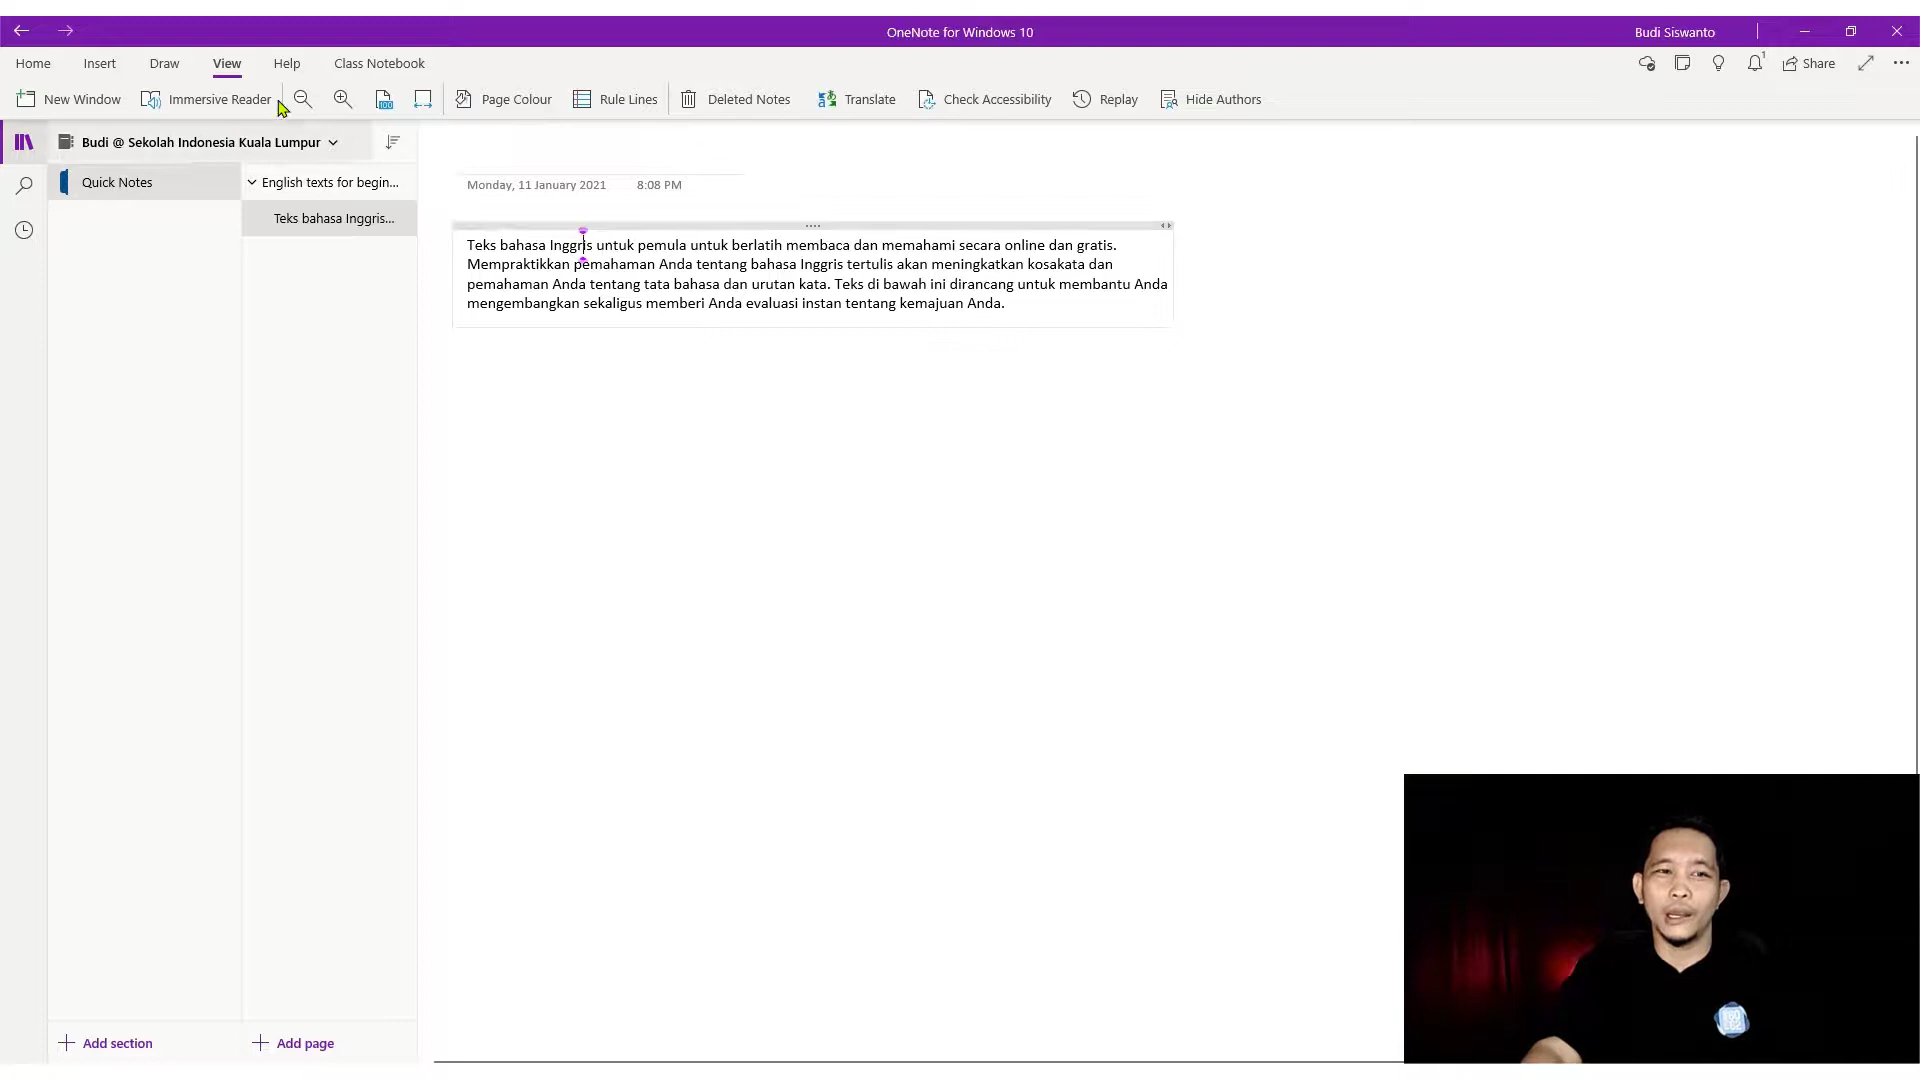 OneNote for Windows 10
Budi Siswanto
Home Insert Draw View Help Class Notebook
1 Share
New Window Immersive Reader 100 Page Colour Rule Lines Deleted Notes Translate Check Accessibility Replay Hide Authors
Budi @ Sekolah Indonesia Kuala Lumpur
Quick Notes
English texts for begin...
Teks bahasa Inggris...
Monday, 11 January 2021 8:08 PM
Teks bahasa Inggris untuk pemula untuk berlatih membaca dan memahami secara online dan gratis.
Mempraktikkan pemahaman Anda tentang bahasa Inggris tertulis akan meningkatkan kosakata dan
pemahaman Anda tentang tata bahasa dan urutan kata. Teks di bawah ini dirancang untuk membantu Anda
mengembangkan sekaligus memberi Anda evaluasi instan tentang kemajuan Anda.
Add section
Add page